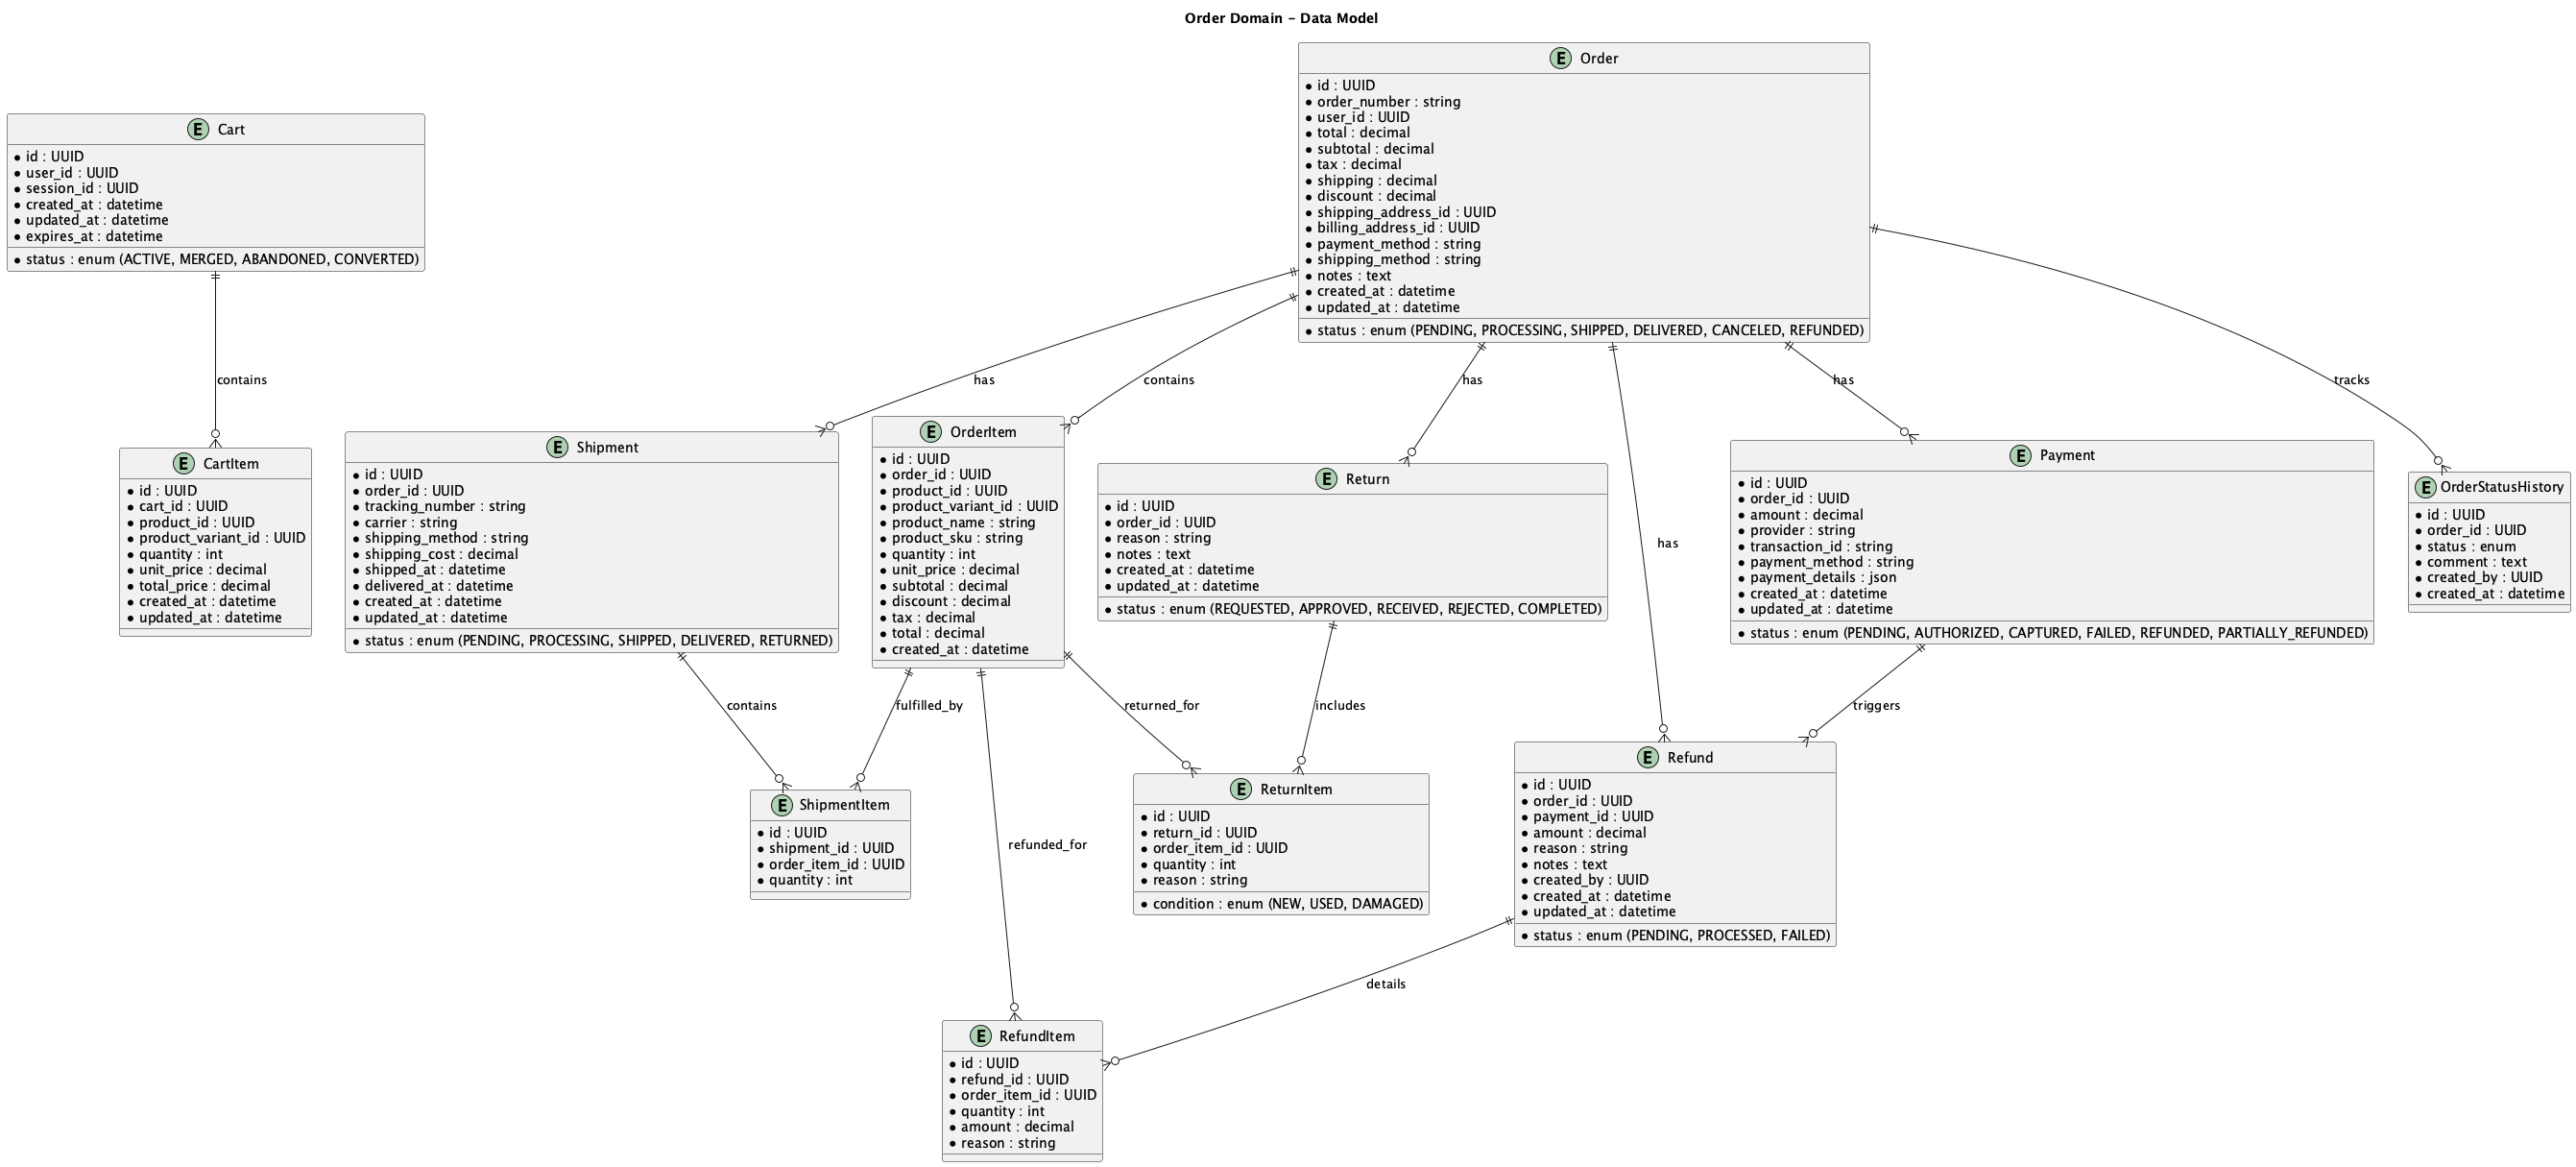 Order Domain – Data Model
E Order
* id : UUID
* order_number : string
* user_id : UUID
* total : decimal
* subtotal : decimal
* tax : decimal
* shipping : decimal
* discount : decimal
* shipping_address_id : UUID
* billing_address_id : UUID
* payment_method : string
* shipping_method : string
* notes : text
* created_at : datetime
* updated_at : datetime
* status : enum (PENDING, PROCESSING, SHIPPED, DELIVERED, CANCELED, REFUNDED)
E Cart
* id : UUID
* user_id : UUID
* session_id : UUID
* created_at : datetime
* updated_at : datetime
* expires_at : datetime
* status : enum (ACTIVE, MERGED, ABANDONED, CONVERTED)
contains
has
contains
has
has
has
tracks
E CartItem
* id : UUID
* cart_id : UUID
* product_id : UUID
* product_variant_id : UUID
* quantity : int
* unit_price : decimal
* total_price : decimal
* created_at : datetime
* updated_at : datetime
E Shipment
* id : UUID
* order_id : UUID
* tracking_number : string
* carrier : string
* shipping_method : string
* shipping_cost : decimal
* shipped_at : datetime
* delivered_at : datetime
* created_at : datetime
* updated_at : datetime
* status : enum (PENDING, PROCESSING, SHIPPED, DELIVERED, RETURNED)
E OrderItem
* id : UUID
* order_id : UUID
* product_id : UUID
* product_variant_id : UUID
* product_name : string
* product_sku : string
* quantity : int
* unit_price : decimal
* subtotal : decimal
* discount : decimal
* tax : decimal
* total : decimal
* created_at : datetime
E Return
* id : UUID
* order_id : UUID
* reason : string
* notes : text
* created_at : datetime
* updated_at : datetime
* status : enum (REQUESTED, APPROVED, RECEIVED, REJECTED, COMPLETED)
E Payment
* id : UUID
* order_id : UUID
* amount : decimal
* provider : string
* transaction_id : string
* payment_method : string
* payment_details : json
* created_at : datetime
* updated_at : datetime
* status : enum (PENDING, AUTHORIZED, CAPTURED, FAILED, REFUNDED, PARTIALLY_REFUNDED)
E OrderStatusHistory
* id : UUID
* order_id : UUID
* status : enum
* comment : text
* created_by : UUID
* created_at : datetime
contains
fulfilled_by
returned_for
includes
triggers
refunded_for
E ShipmentItem
* id : UUID
* shipment_id : UUID
* order_item_id : UUID
* quantity : int
E ReturnItem
* id : UUID
* return_id : UUID
* order_item_id : UUID
* quantity : int
* reason : string
* condition : enum (NEW, USED, DAMAGED)
E Refund
* id : UUID
* order_id : UUID
* payment_id : UUID
* amount : decimal
* reason : string
* notes : text
* created_by : UUID
* created_at : datetime
* updated_at : datetime
* status : enum (PENDING, PROCESSED, FAILED)
details
E RefundItem
* id : UUID
* refund_id : UUID
* order_item_id : UUID
* quantity : int
* amount : decimal
* reason : string